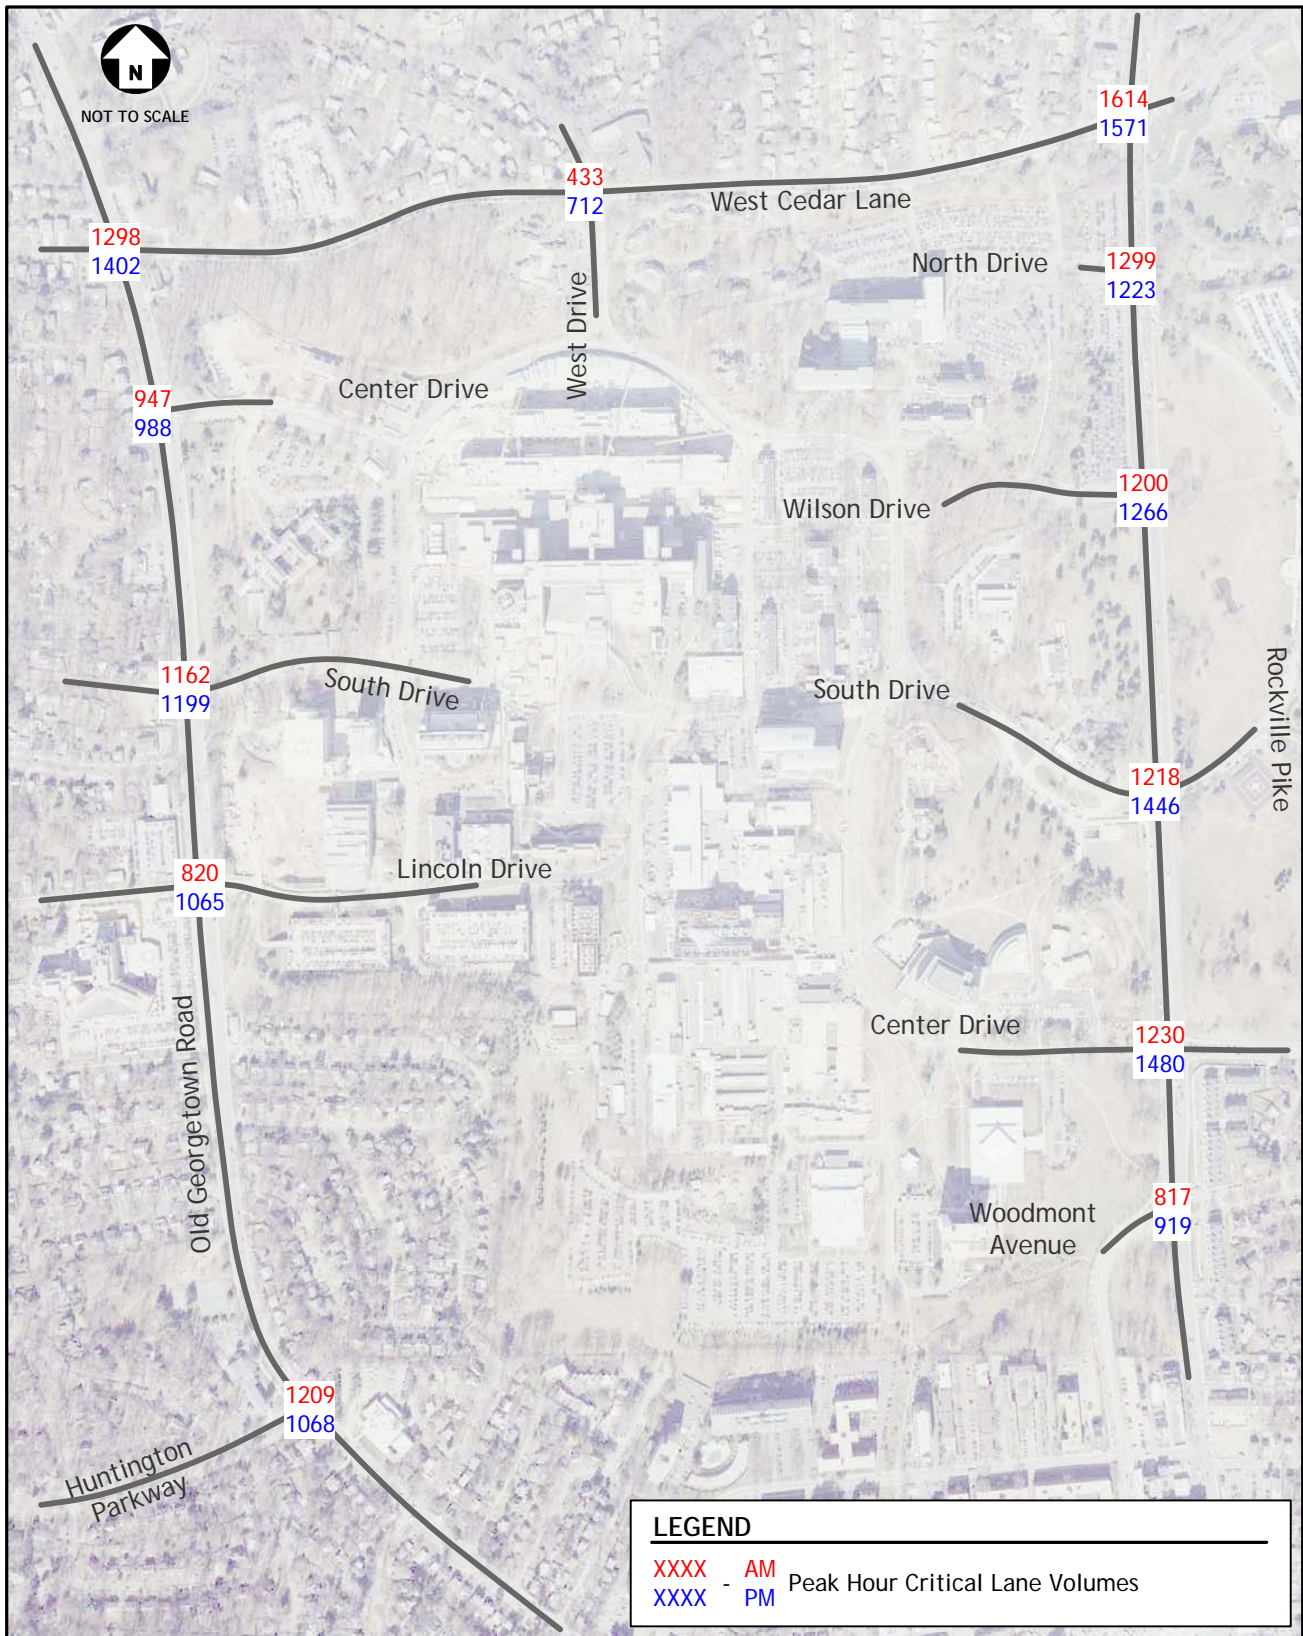 N
NOT TO SCALE
1614
1571
433
712
West Cedar Lane
1298
1402
North Drive
1299
1223
West Drive
Center Drive
947
988
1200
1266
Wilson Drive
1162
1199
South Drive
South Drive
Rockville Pike
1218
1446
820
1065
Lincoln Drive
Old Georgetown Road
Center Drive
1230
1480
817
919
Woodmont
Avenue
1209
1068
Huntington
Parkway
LEGEND
XXXX - AM
XXXX PM
Peak Hour Critical Lane Volumes